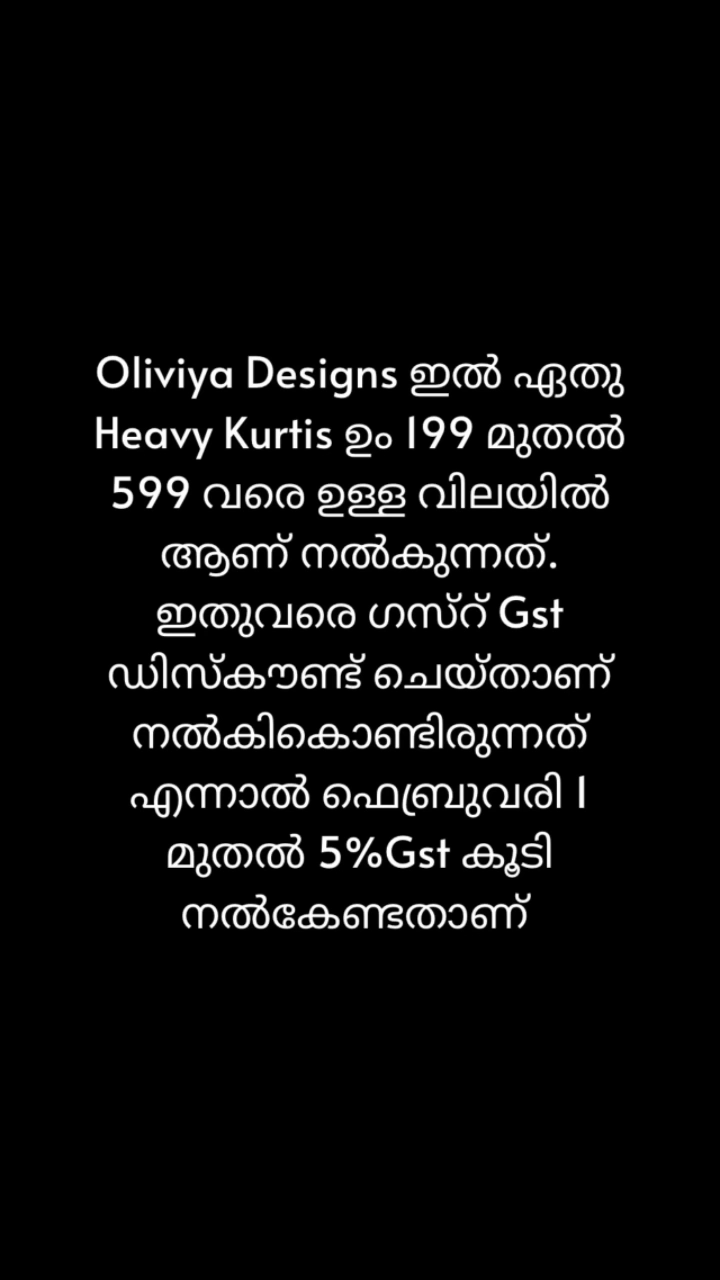 Oliviya Designs ഇൽ ഏതു
Heavy Kurtis ഉം 199 മുതൽ
599 വരെ ഉള്ള വിലയിൽ
ആണ് നൽകുന്നത്.
ഇതുവരെ ഗസ്റ് Gst
ഡിസ്കൗണ്ട് ചെയ്താണ്
നൽകികൊണ്ടിരുന്നത്
എന്നാൽ ഫെബ്രുവരി 1
മുതൽ 5%Gst കൂടി
നൽകേണ്ടതാണ്